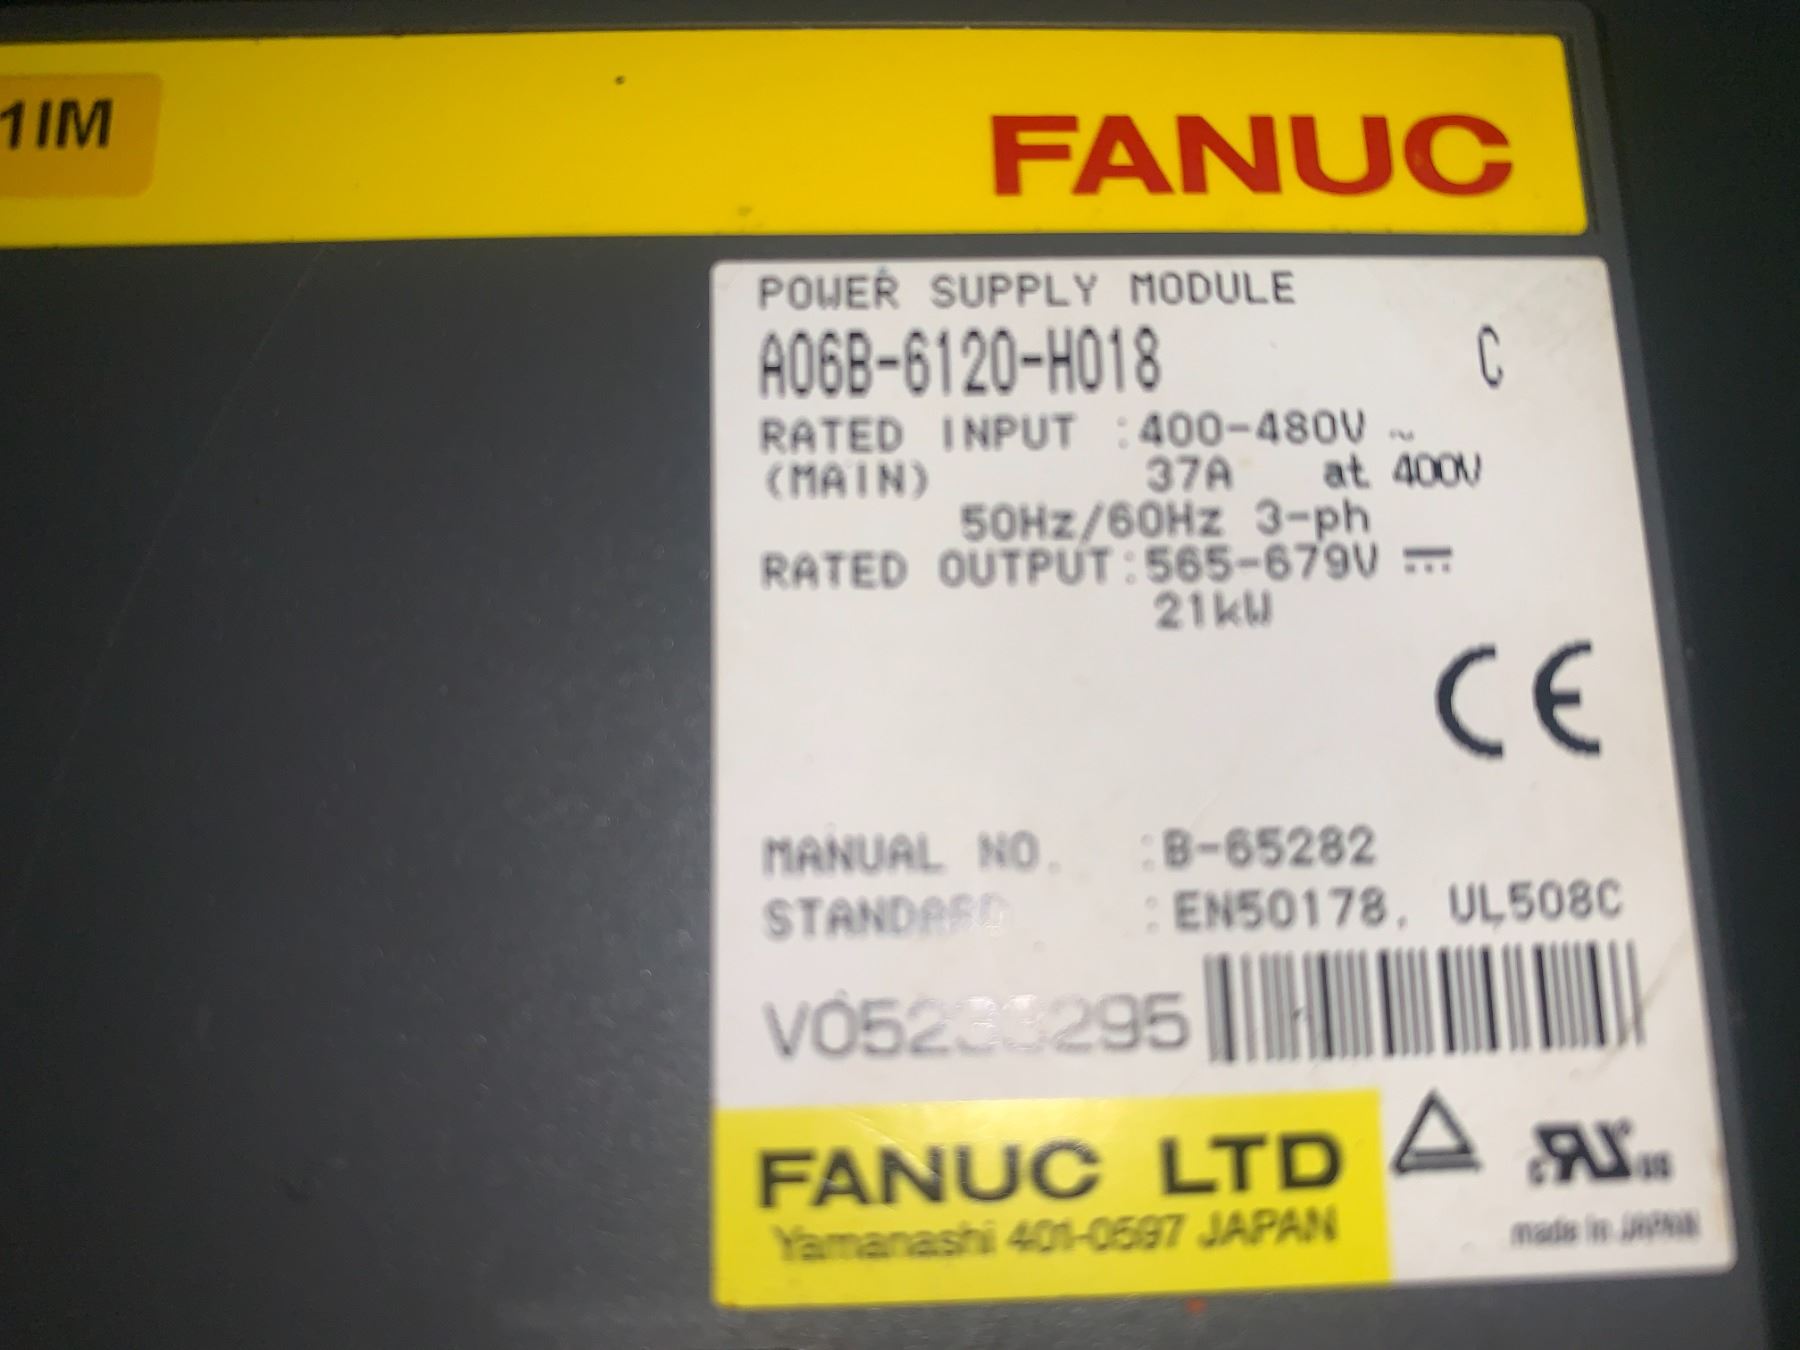 1IM
FANUC
POWER SUPPLY MODULE
A06B-6120-H018 C
RATED INPUT :400-480V ~
(MAIN) 37A at 400V
50Hz/60Hz 3-ph
RATED OUTPUT:565-679V ⎓
21kW
CE
MANUAL NO. :B-65282
STANDARD :EN50178, UL508C
FANUC LTD
Yamanashi 401-0597 JAPAN
c us
made in JAPAN